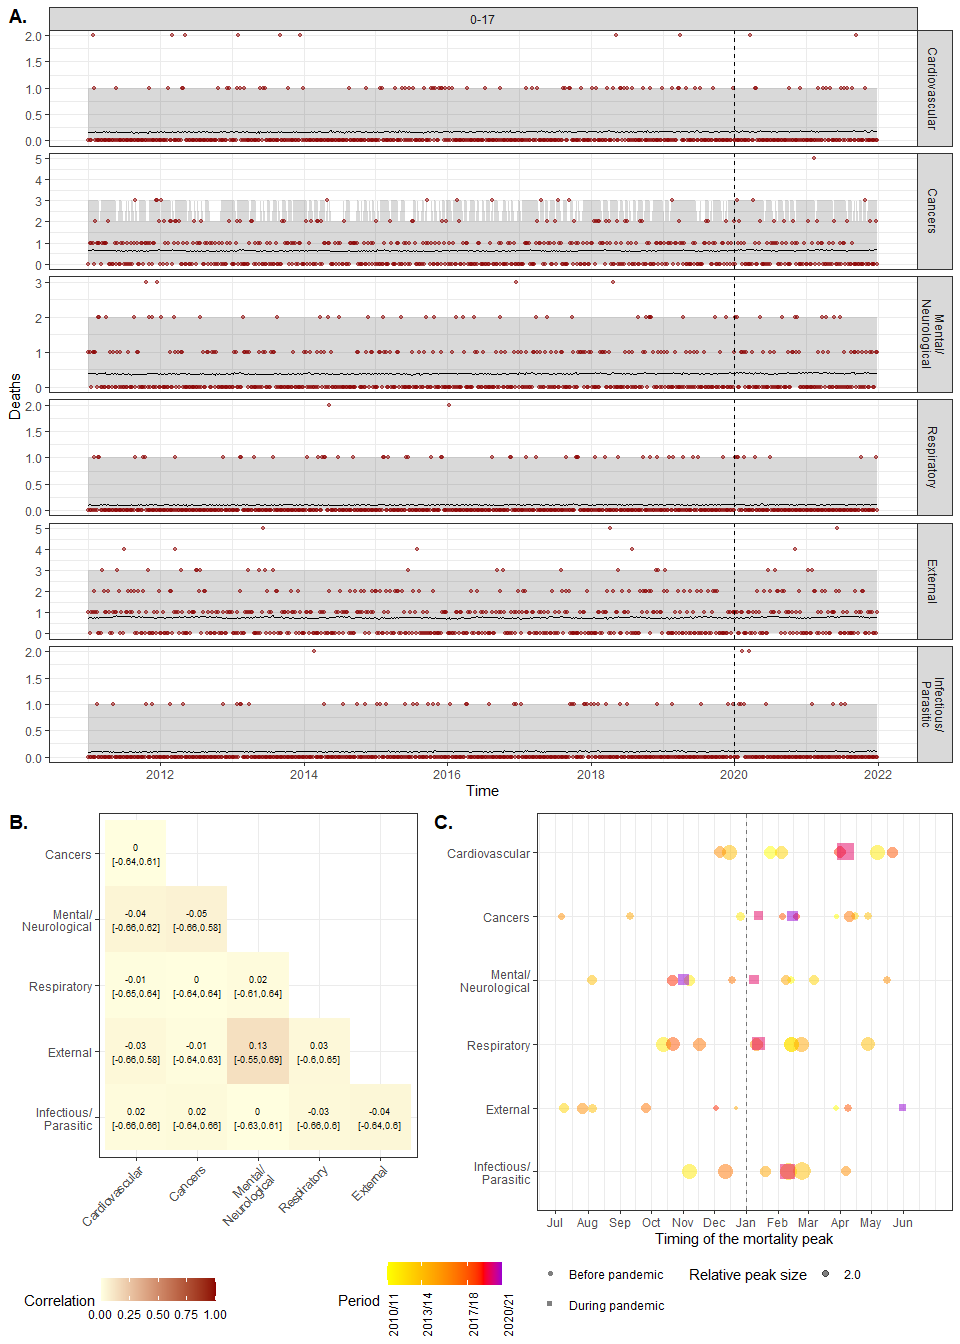 A.
0-17
2.0
1.5
1.0
0.5
0.0
Cardiovascular
5
4
3
2
1
0
Cancers
3
2
1
0
Mental/
Neurological
2.0
1.5
1.0
0.5
0.0
Respiratory
5
4
3
2
1
0
External
2.0
1.5
1.0
0.5
0.0
Infectious/
Parasitic
Deaths
2012 2014 2016 2018 2020 2022
Time
B.
Cancers
0
[-0.64,0.61]
Mental/
Neurological
-0.04 -0.05
[-0.66,0.62] [-0.66,0.58]
Respiratory
-0.01 0 0.02
[-0.65,0.64] [-0.64,0.64] [-0.61,0.64]
External
-0.03 -0.01 0.13 0.03
[-0.66,0.58] [-0.64,0.63] [-0.55,0.69] [-0.6,0.65]
Infectious/
Parasitic
0.02 0.02 0 -0.03 -0.04
[-0.66,0.66] [-0.64,0.66] [-0.63,0.61] [-0.66,0.6] [-0.64,0.6]
Cardiovascular
Cancers
Mental/
Neurological
Respiratory
External
C.
Cardiovascular
Cancers
Mental/
Neurological
Respiratory
External
Infectious/
Parasitic
Jul Aug Sep Oct Nov Dec Jan Feb Mar Apr May Jun
Timing of the mortality peak
Correlation
0.00 0.25 0.50 0.75 1.00
Period
2010/11
2013/14
2017/18
2020/21
Before pandemic
During pandemic
Relative peak size
2.0